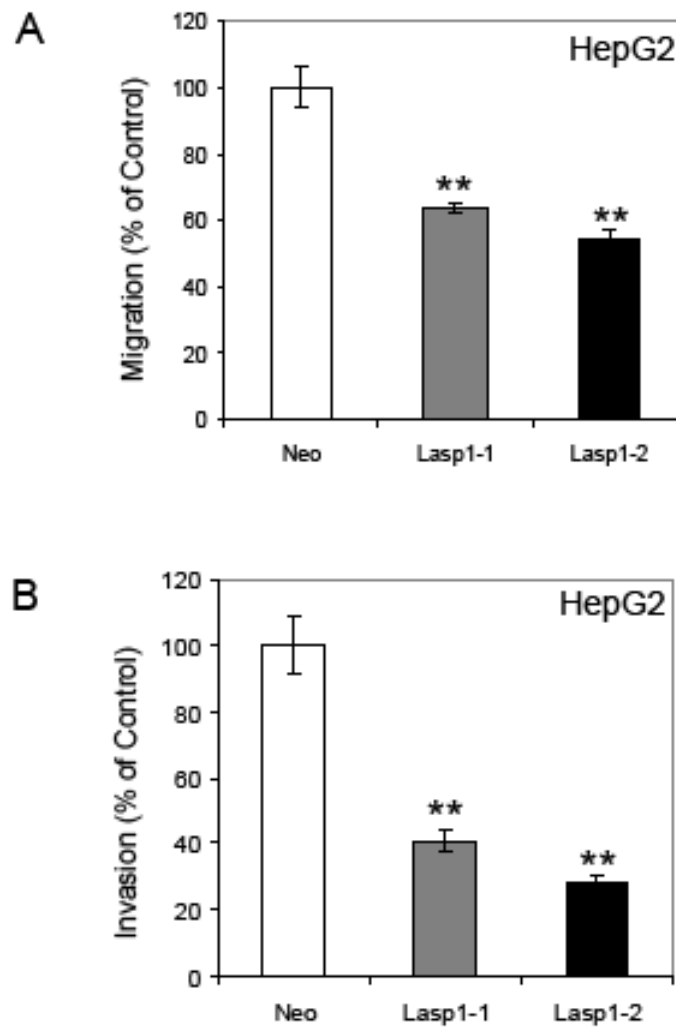 A
HepG2
Migration (% of Control)
120
100
80
60
40
20
0
**
**
Neo Lasp1-1 Lasp1-2
B
HepG2
Invasion (% of Control)
120
100
80
60
40
20
0
**
**
Neo Lasp1-1 Lasp1-2